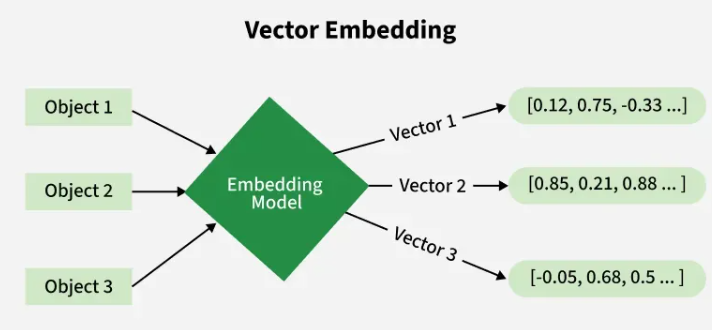 Vector Embedding
Object 1
Object 2
Object 3
Embedding
Model
Vector 1
Vector 2
Vector 3
[0.12, 0.75, -0.33 ...]
[0.85, 0.21, 0.88 ... ]
[-0.05, 0.68, 0.5 ... ]